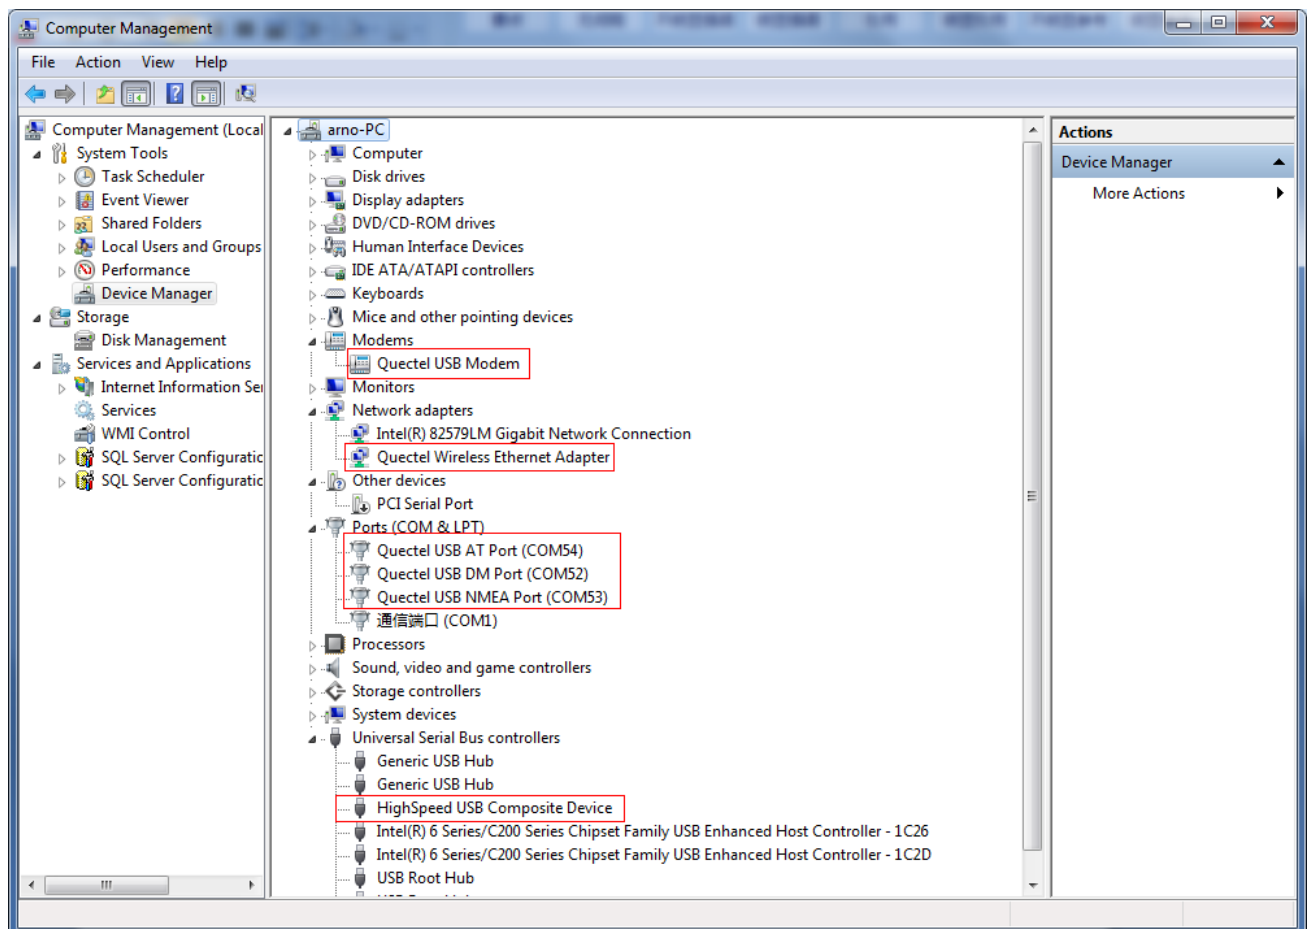 Computer Management
File Action View Help
Computer Management (Local
System Tools
Task Scheduler
Event Viewer
Shared Folders
Local Users and Groups
Performance
Device Manager
Storage
Disk Management
Services and Applications
Internet Information Ser
Services
WMI Control
SQL Server Configuratic
SQL Server Configuratic
arno-PC
Computer
Disk drives
Display adapters
DVD/CD-ROM drives
Human Interface Devices
IDE ATA/ATAPI controllers
Keyboards
Mice and other pointing devices
Modems
Quectel USB Modem
Monitors
Network adapters
Intel(R) 82579LM Gigabit Network Connection
Quectel Wireless Ethernet Adapter
Other devices
PCI Serial Port
Ports (COM & LPT)
Quectel USB AT Port (COM54)
Quectel USB DM Port (COM52)
Quectel USB NMEA Port (COM53)
通信端口 (COM1)
Processors
Sound, video and game controllers
Storage controllers
System devices
Universal Serial Bus controllers
Generic USB Hub
Generic USB Hub
HighSpeed USB Composite Device
Intel(R) 6 Series/C200 Series Chipset Family USB Enhanced Host Controller - 1C26
Intel(R) 6 Series/C200 Series Chipset Family USB Enhanced Host Controller - 1C2D
USB Root Hub
Actions
Device Manager
More Actions